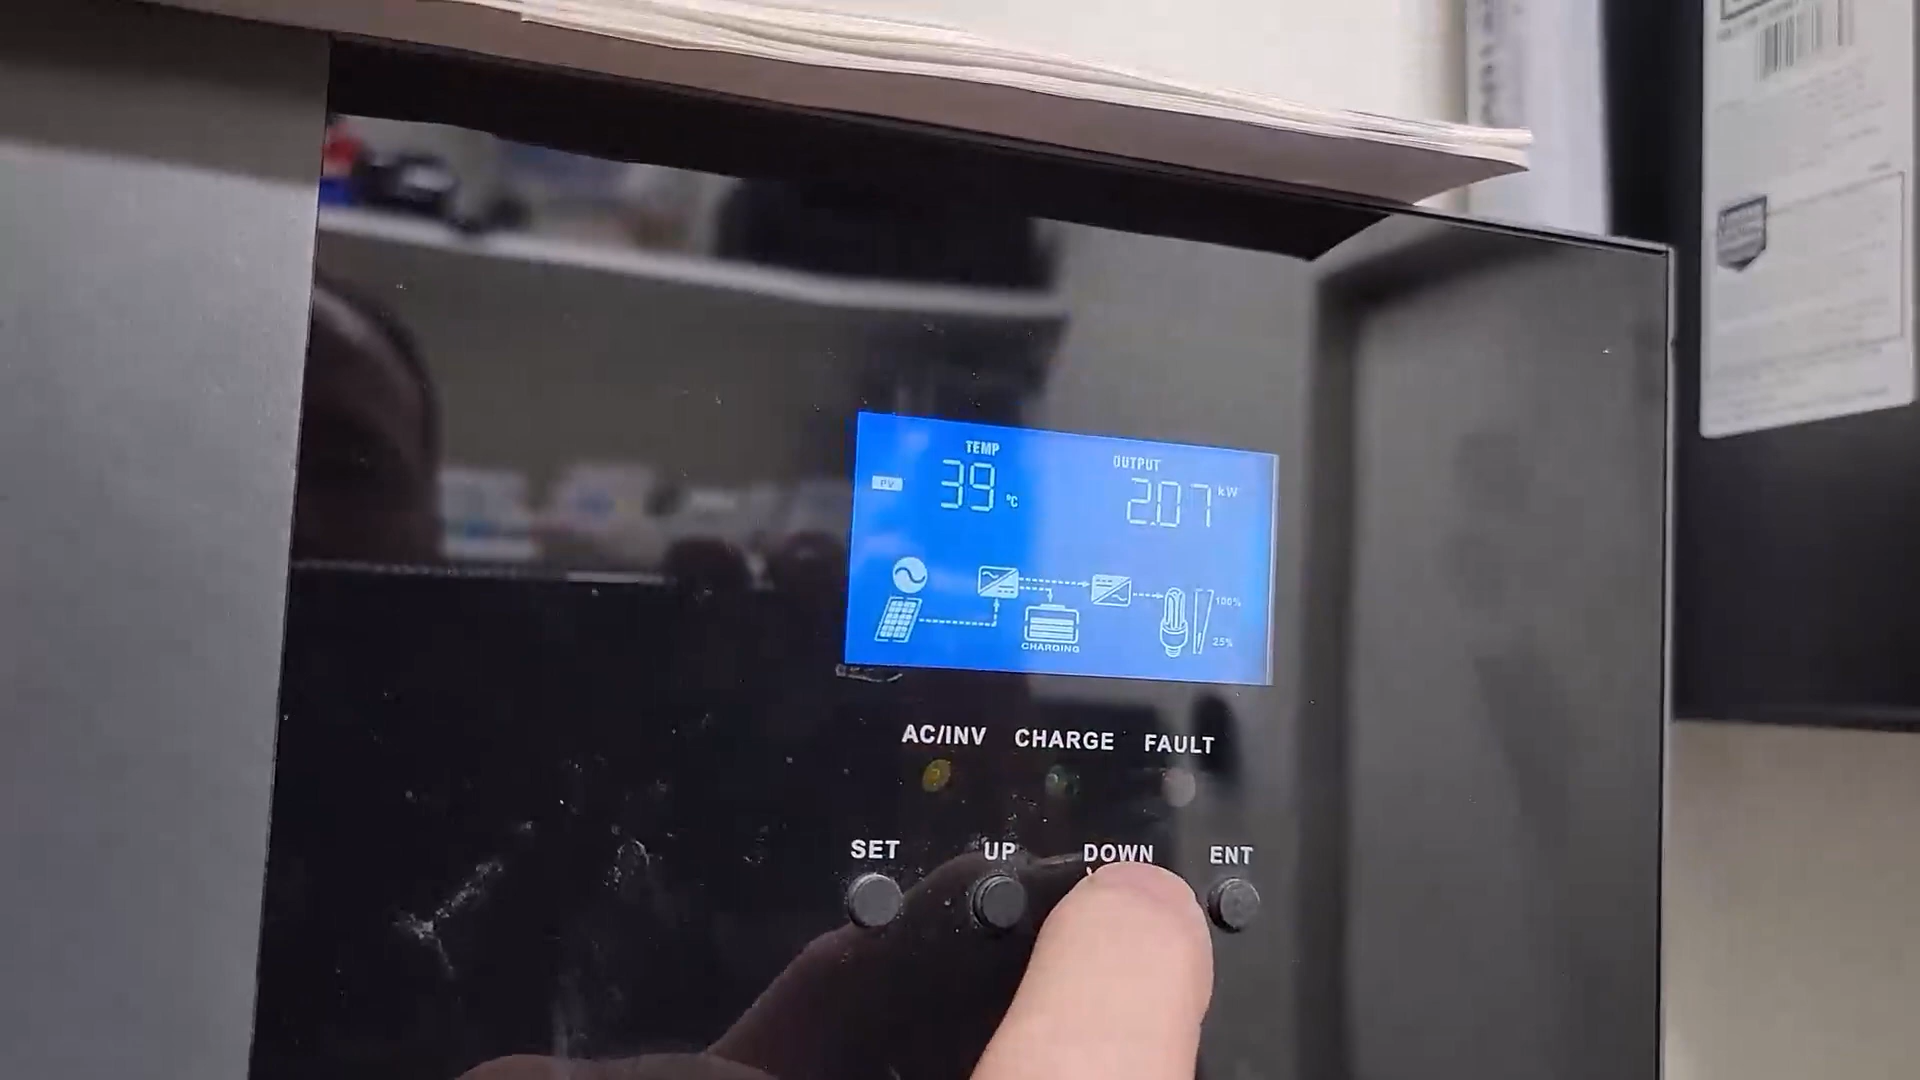 TEMP
OUTPUT
PV
39 °C
2.07 kW
100%
25%
CHARGING
AC/INV CHARGE FAULT
SET UP DOWN ENT